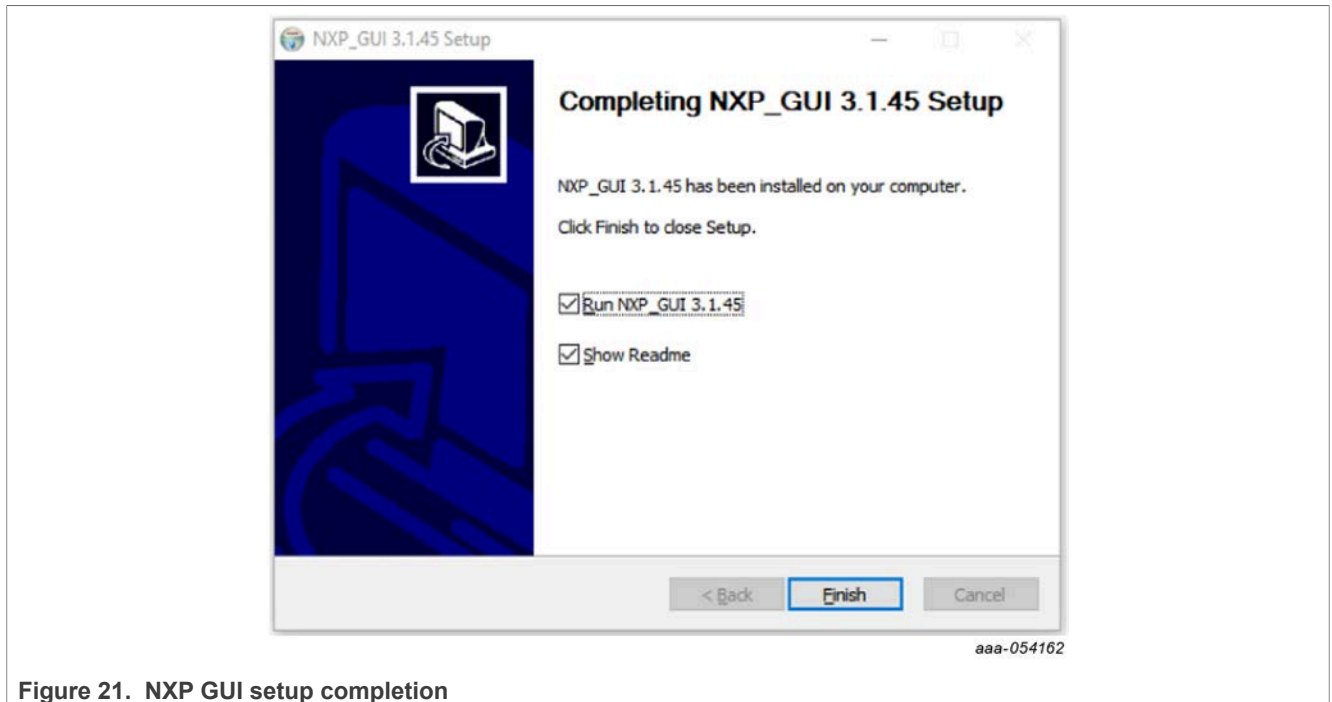 NXP_GUI 3.1.45 Setup
Completing NXP_GUI 3.1.45 Setup
NXP_GUI 3.1.45 has been installed on your computer.
Click Finish to close Setup.
Run NXP_GUI 3.1.45
Show Readme
< Back Finish Cancel
aaa-054162
Figure 21. NXP GUI setup completion